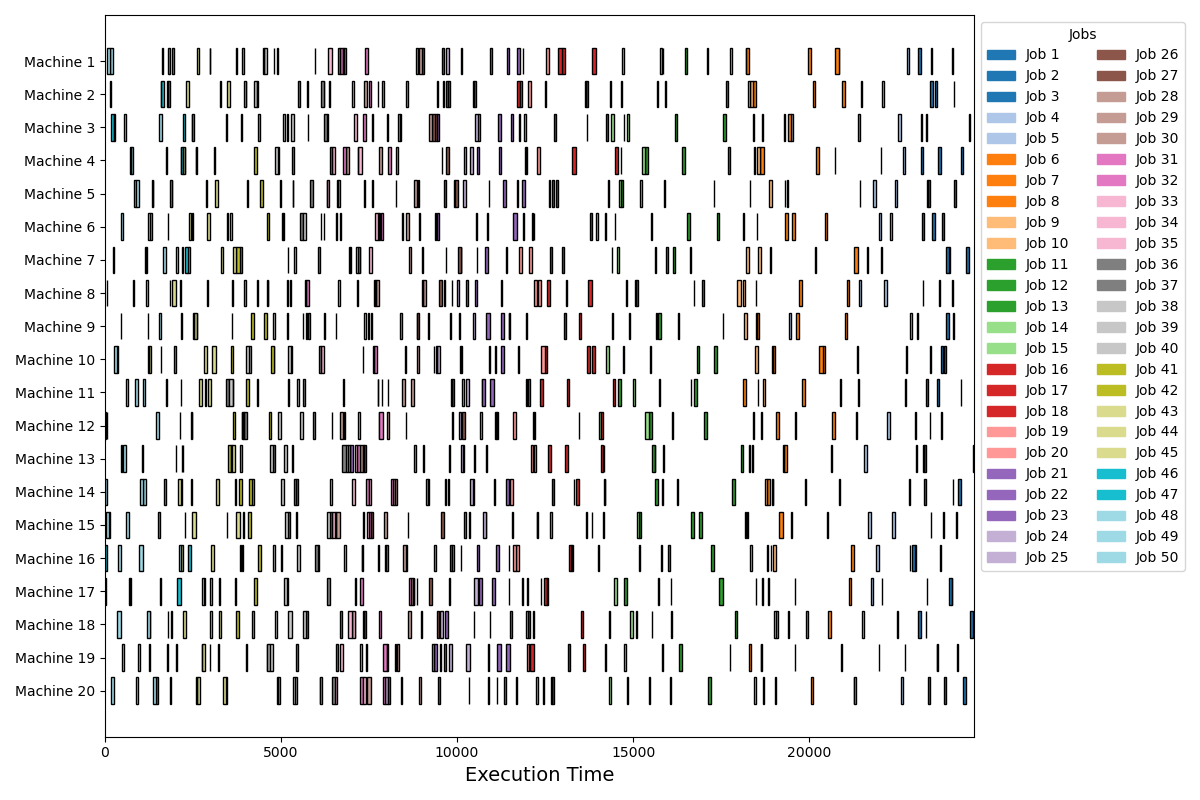 Machine 1
Machine 2
Machine 3
Machine 4
Machine 5
Machine 6
Machine 7
Machine 8
Machine 9
Machine 10
Machine 11
Machine 12
Machine 13
Machine 14
Machine 15
Machine 16
Machine 17
Machine 18
Machine 19
Machine 20
0 5000 10000 15000 20000
Execution Time
Jobs
Job 1
Job 2
Job 3
Job 4
Job 5
Job 6
Job 7
Job 8
Job 9
Job 10
Job 11
Job 12
Job 13
Job 14
Job 15
Job 16
Job 17
Job 18
Job 19
Job 20
Job 21
Job 22
Job 23
Job 24
Job 25
Job 26
Job 27
Job 28
Job 29
Job 30
Job 31
Job 32
Job 33
Job 34
Job 35
Job 36
Job 37
Job 38
Job 39
Job 40
Job 41
Job 42
Job 43
Job 44
Job 45
Job 46
Job 47
Job 48
Job 49
Job 50